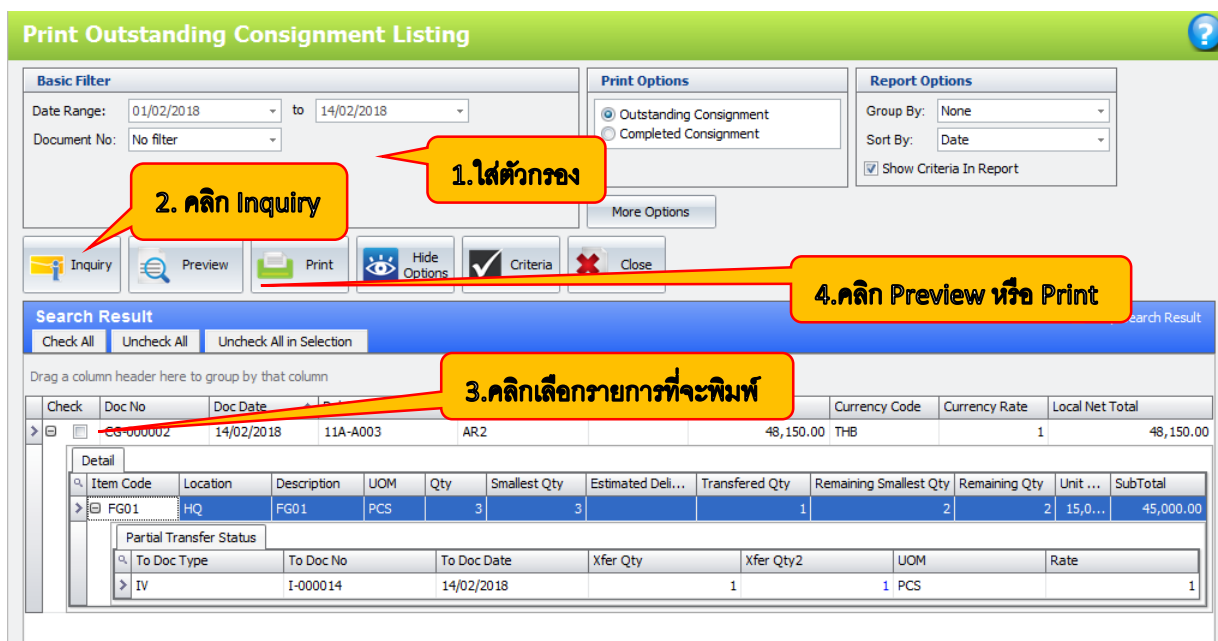 Print Outstanding Consignment Listing
?
Basic Filter
Print Options
Report Options
Date Range: 01/02/2018 to 14/02/2018
Outstanding Consignment
Group By: None
Document No: No filter
Completed Consignment
Sort By: Date
Show Criteria In Report
1.ใส่ตัวกรอง
2. คลิก Inquiry
More Options
Inquiry Preview Print Hide Options Criteria Close
4.คลิก Preview หรือ Print
Search Result
earch Result
Check All Uncheck All Uncheck All in Selection
Drag a column header here to group by that column
3.คลิกเลือกรายการที่จะพิมพ์
Check Doc No Doc Date Currency Code Currency Rate Local Net Total
CG-000002 14/02/2018 11A-A003 AR2 48,150.00 THB 1 48,150.00
Detail
Item Code Location Description UOM Qty Smallest Qty Estimated Deli... Transfered Qty Remaining Smallest Qty Remaining Qty Unit ... SubTotal
FG01 HQ FG01 PCS 3 3 1 2 2 15,0... 45,000.00
Partial Transfer Status
To Doc Type To Doc No To Doc Date Xfer Qty Xfer Qty2 UOM Rate
IV I-000014 14/02/2018 1 1 PCS 1